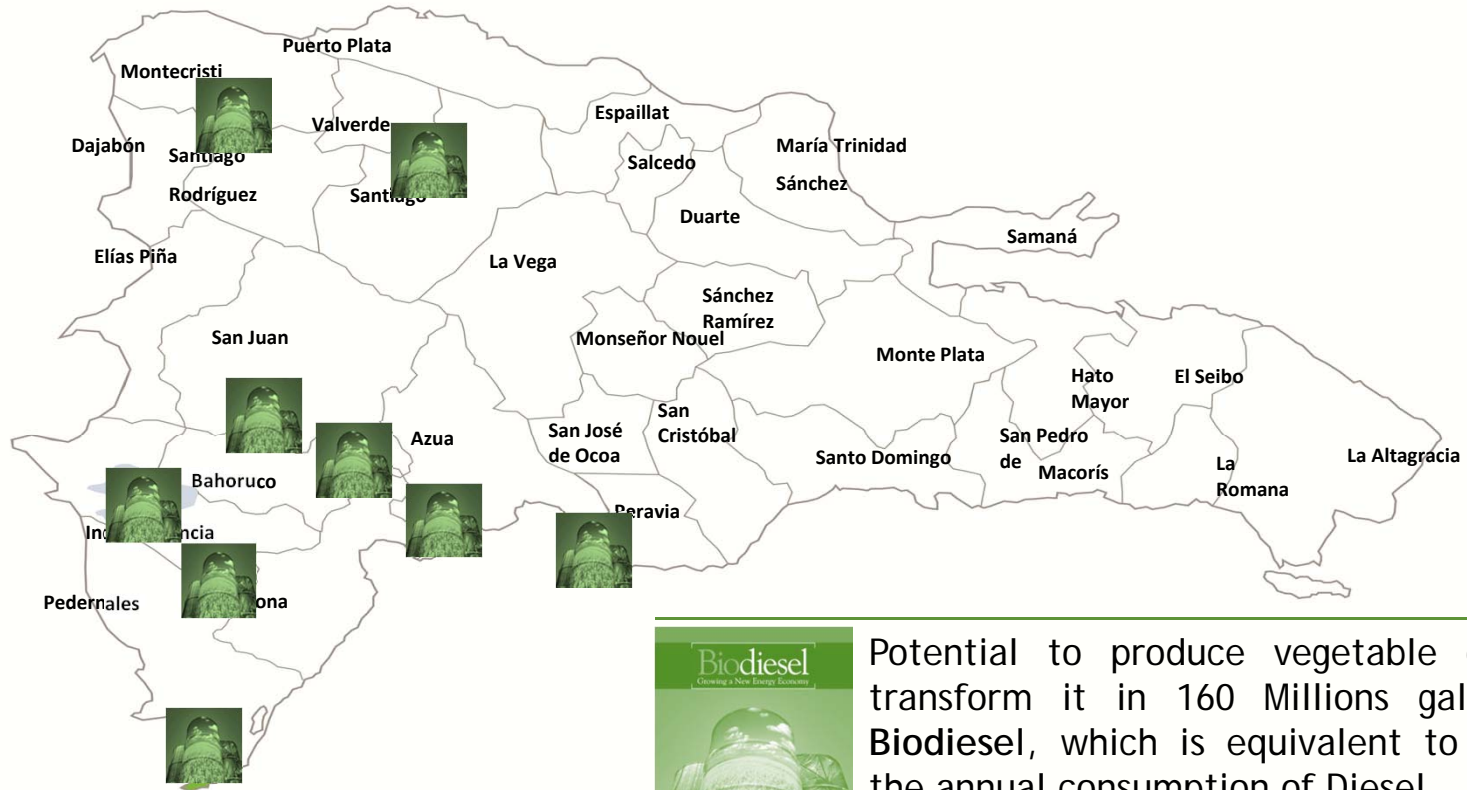 Puerto Plata
Montecristi
Espaillat
Valverde
Dajabón
María Trinidad
Sánchez
Santiago
Rodríguez
Salcedo
Santiago
Duarte
Samaná
Elías Piña
La Vega
Sánchez
Ramírez
San Juan
Monseñor Nouel
Monte Plata
Hato
Mayor
El Seibo
San
Cristóbal
Azua
San José
de Ocoa
San Pedro
de Macorís
Santo Domingo
La
Romana
La Altagracia
Bahoruco
Peravia
Pedernales
Biodiesel
Growing a New Energy Economy
Potential to produce vegetable
transform it in 160 Millions
Biodiesel, which is equivalent to
the annual consumption of Diesel